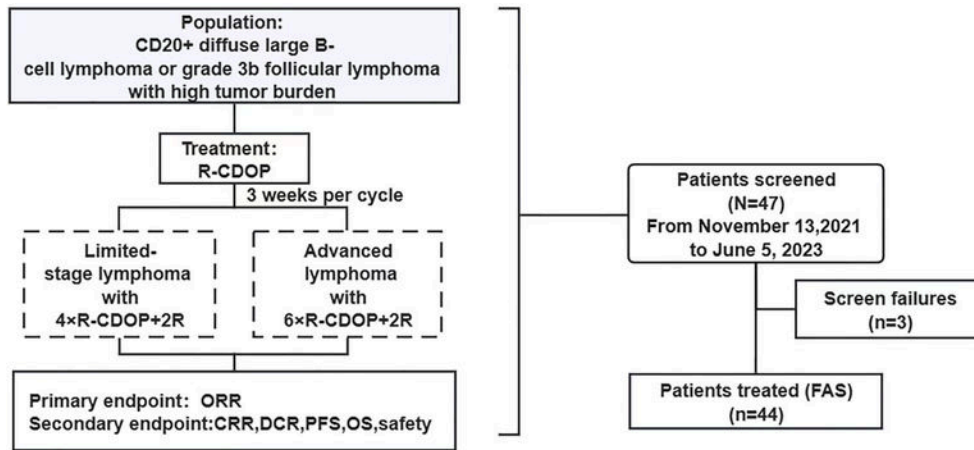 Population:
CD20+ diffuse large B-
cell lymphoma or grade 3b follicular lymphoma
with high tumor burden
Treatment:
R-CDOP
3 weeks per cycle
Limited-
stage lymphoma
with
4×R-CDOP+2R
Advanced
lymphoma
with
6×R-CDOP+2R
Primary endpoint: ORR
Secondary endpoint:CRR,DCR,PFS,OS,safety
Patients screened
(N=47)
From November 13,2021
to June 5, 2023
Screen failures
(n=3)
Patients treated (FAS)
(n=44)